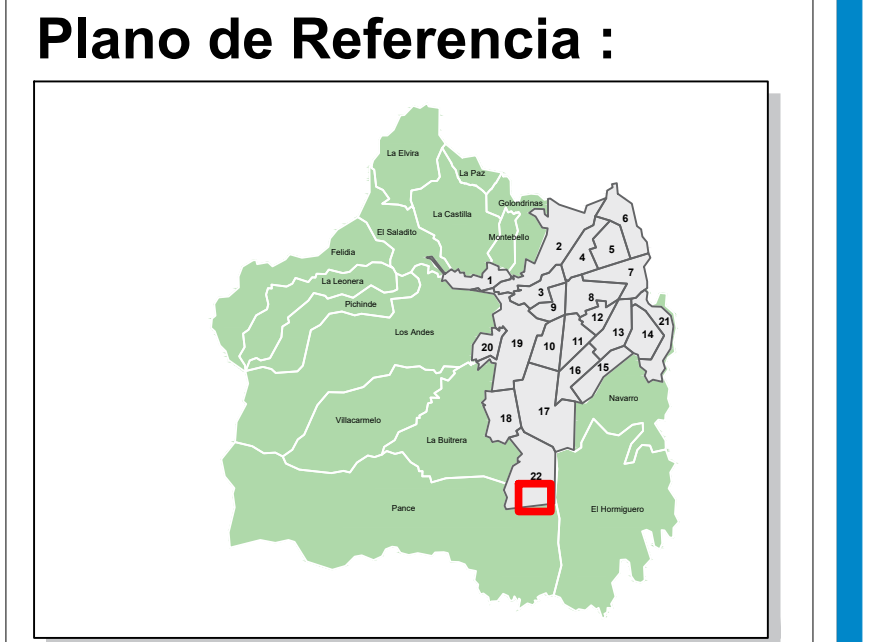 Plano de Referencia :
La Elvira
La Paz
Golondrinas
La Castilla
6
El Saladito
Montebello
2
5
4
Felidia
7
La Leonera
1
3
8
Pichinde
9
12
21
Los Andes
13
14
19
11
20
10
15
16
Navarro
17
18
Villacarmelo
La Buitrera
22
Pance
El Hormiguero